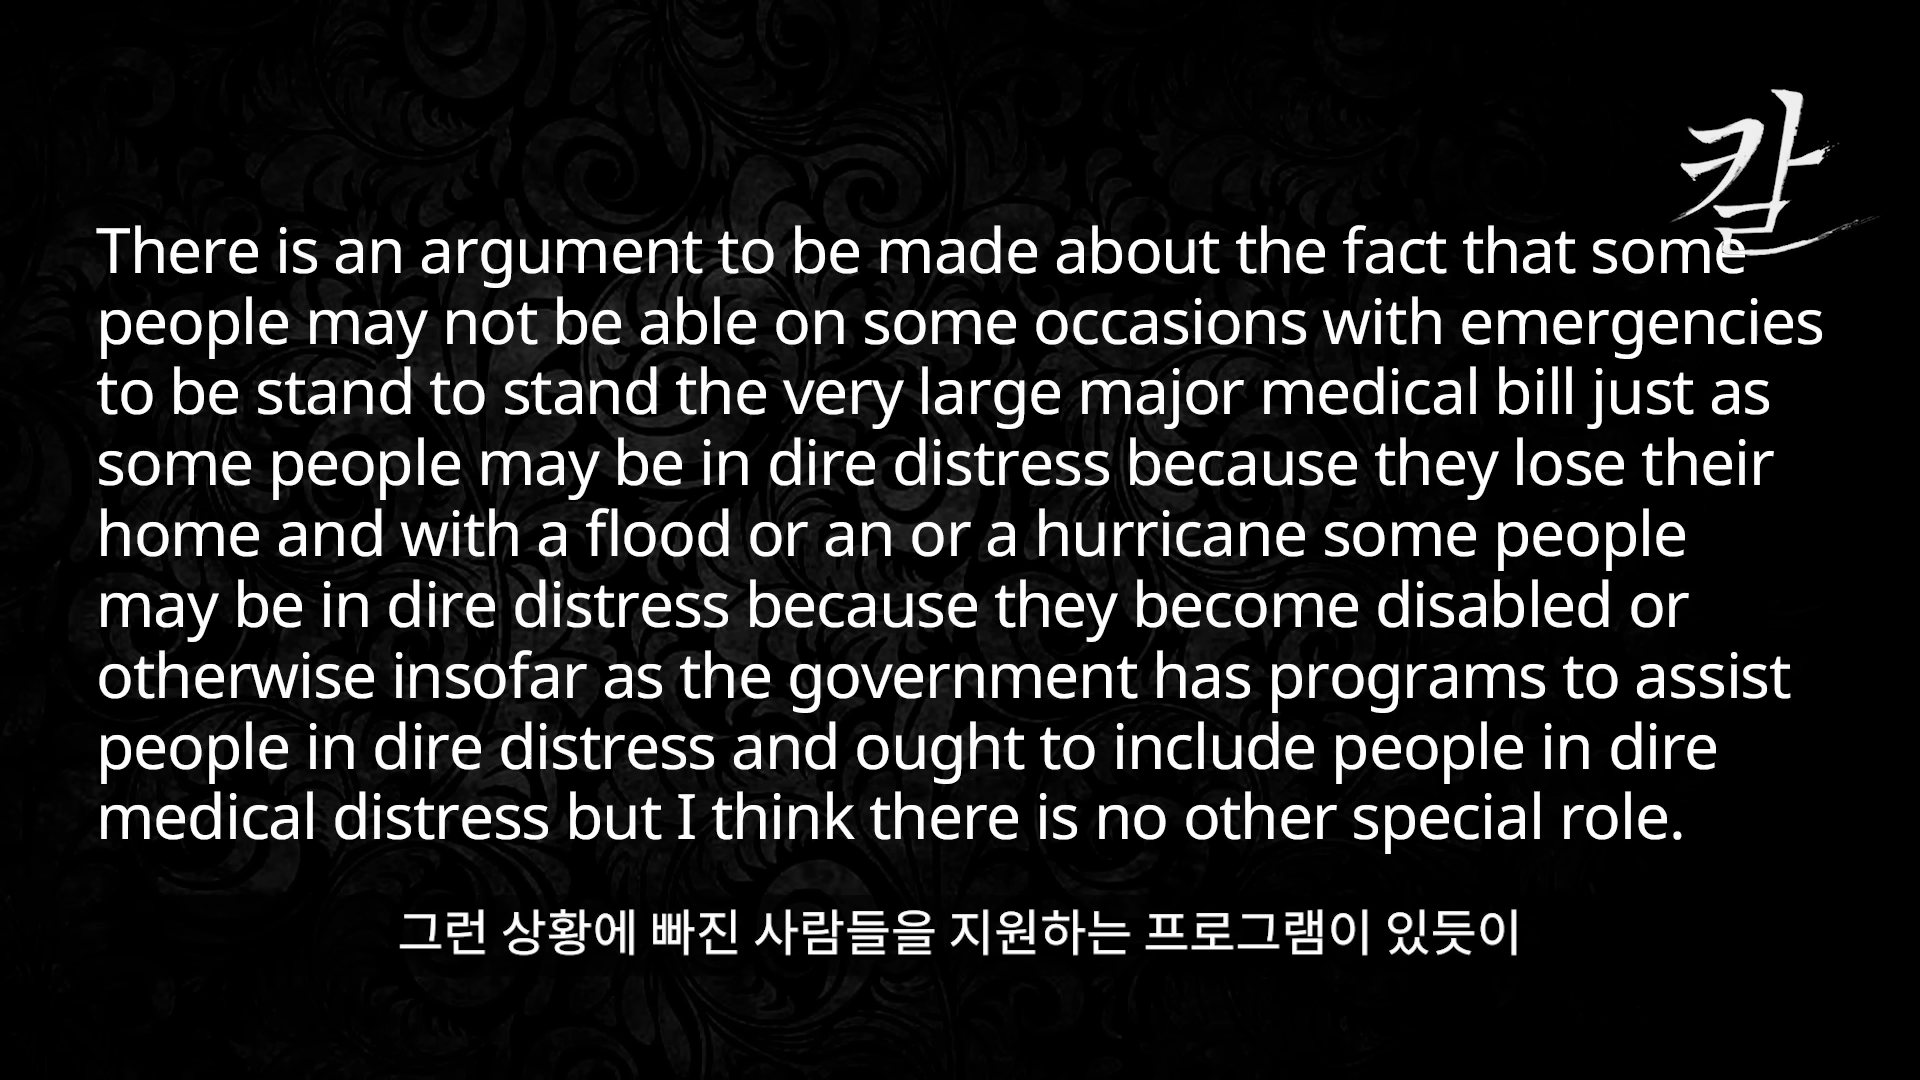 칼
There is an argument to be made about the fact that some
people may not be able on some occasions with emergencies
to be stand to stand the very large major medical bill just as
some people may be in dire distress because they lose their
home and with a flood or an or a hurricane some people
may be in dire distress because they become disabled or
otherwise insofar as the government has programs to assist
people in dire distress and ought to include people in dire
medical distress but I think there is no other special role.
그런 상황에 빠진 사람들을 지원하는 프로그램이 있듯이